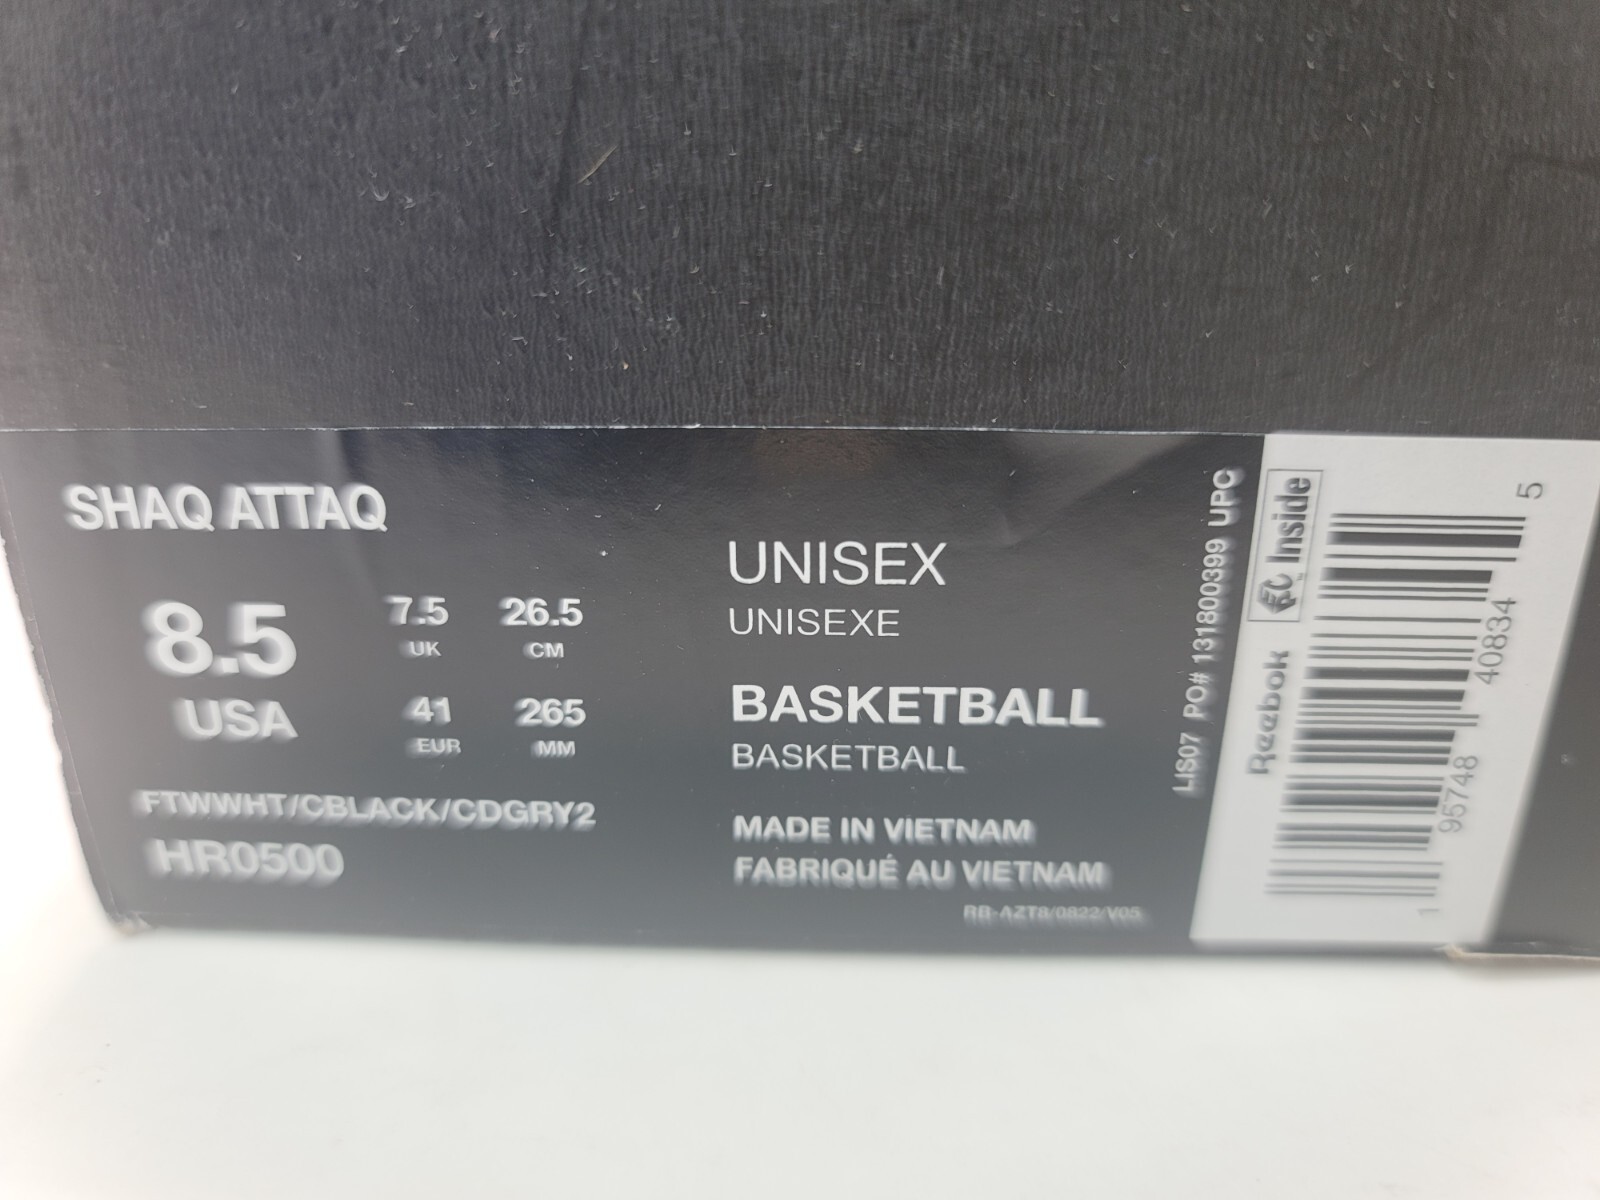 SHAQ ATTAQ
8.5
USA
7.5
UK
26.5
CM
41
EUR
265
MM
FTWWHT/CBLACK/CDGRY2
HR0500
UNISEX
UNISEXE
BASKETBALL
BASKETBALL
MADE IN VIETNAM
FABRIQUÉ AU VIETNAM
RB-AZT8/0822/V05
LIS07 PO# 131800399 UPC
Reebok
Inside
1 95748 40834 5